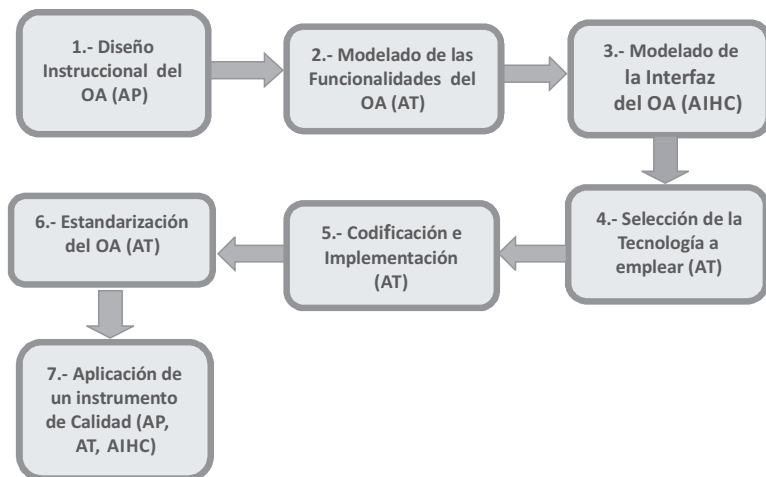 1.- Diseño
Instruccional del
OA (AP)
2.- Modelado de las
Funcionalidades del
OA (AT)
3.- Modelado de
la Interfaz
del OA (AIHC)
4.- Selección de la
Tecnología a
emplear (AT)
5.- Codificación e
Implementación
(AT)
6.- Estandarización
del OA (AT)
7.- Aplicación de
un instrumento
de Calidad (AP,
AT, AIHC)